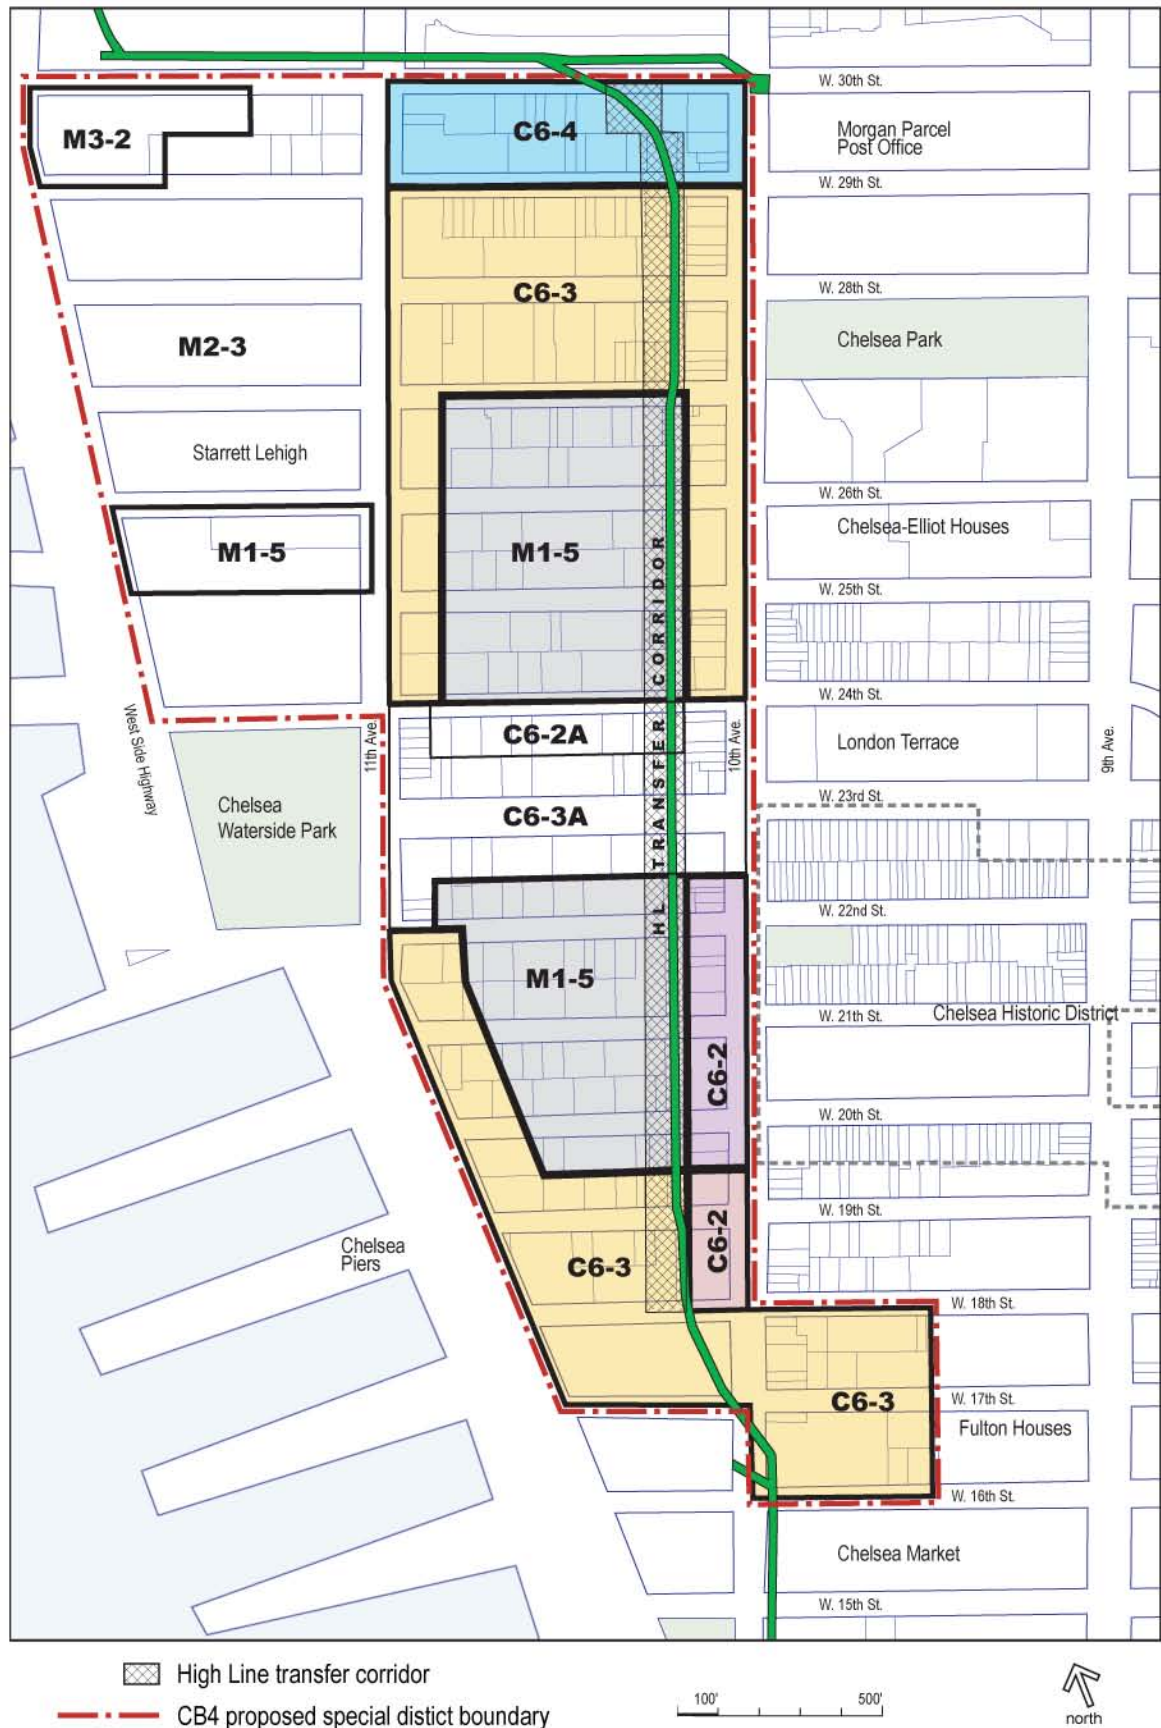 W. 30th St.
M3-2
C6-4
Morgan Parcel
Post Office
W. 29th St.
C6-3
W. 28th St.
M2-3
Chelsea Park
Starrett Lehigh
W. 26th St.
M1-5
M1-5
Chelsea-Elliot Houses
W. 25th St.
HL TRANSFER CORRIDOR
W. 24th St.
West Side Highway
11th Ave.
C6-2A
10th Ave.
London Terrace
9th Ave.
W. 23rd St.
Chelsea
Waterside Park
C6-3A
W. 22nd St.
M1-5
W. 21th St.
Chelsea Historic District
C6-2
W. 20th St.
W. 19th St.
Chelsea
Piers
C6-3
C6-2
W. 18th St.
W. 17th St.
C6-3
Fulton Houses
W. 16th St.
Chelsea Market
W. 15th St.
High Line transfer corridor
CB4 proposed special distict boundary
100'
500'
north